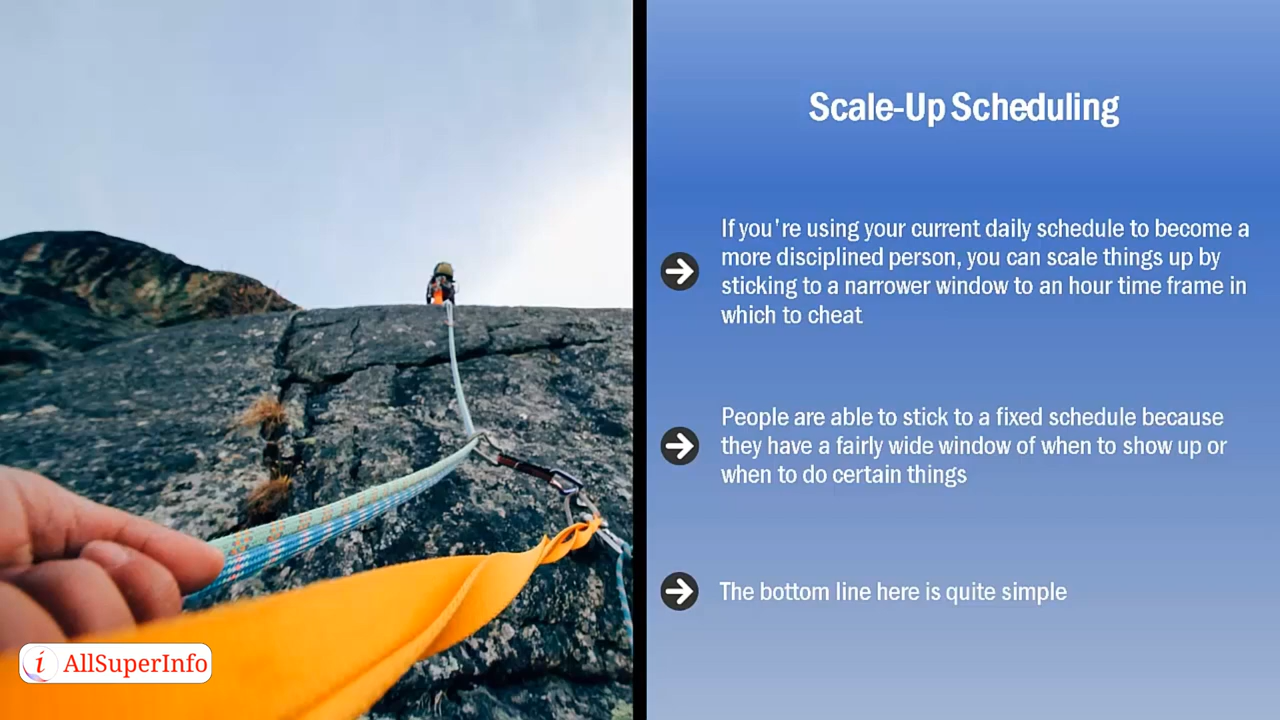 Scale-Up Scheduling
If you're using your current daily schedule to become a
more disciplined person, you can scale things up by
sticking to a narrower window to an hour time frame in
which to cheat
People are able to stick to a fixed schedule because
they have a fairly wide window of when to show up or
when to do certain things
The bottom line here is quite simple
i AllSuperInfo